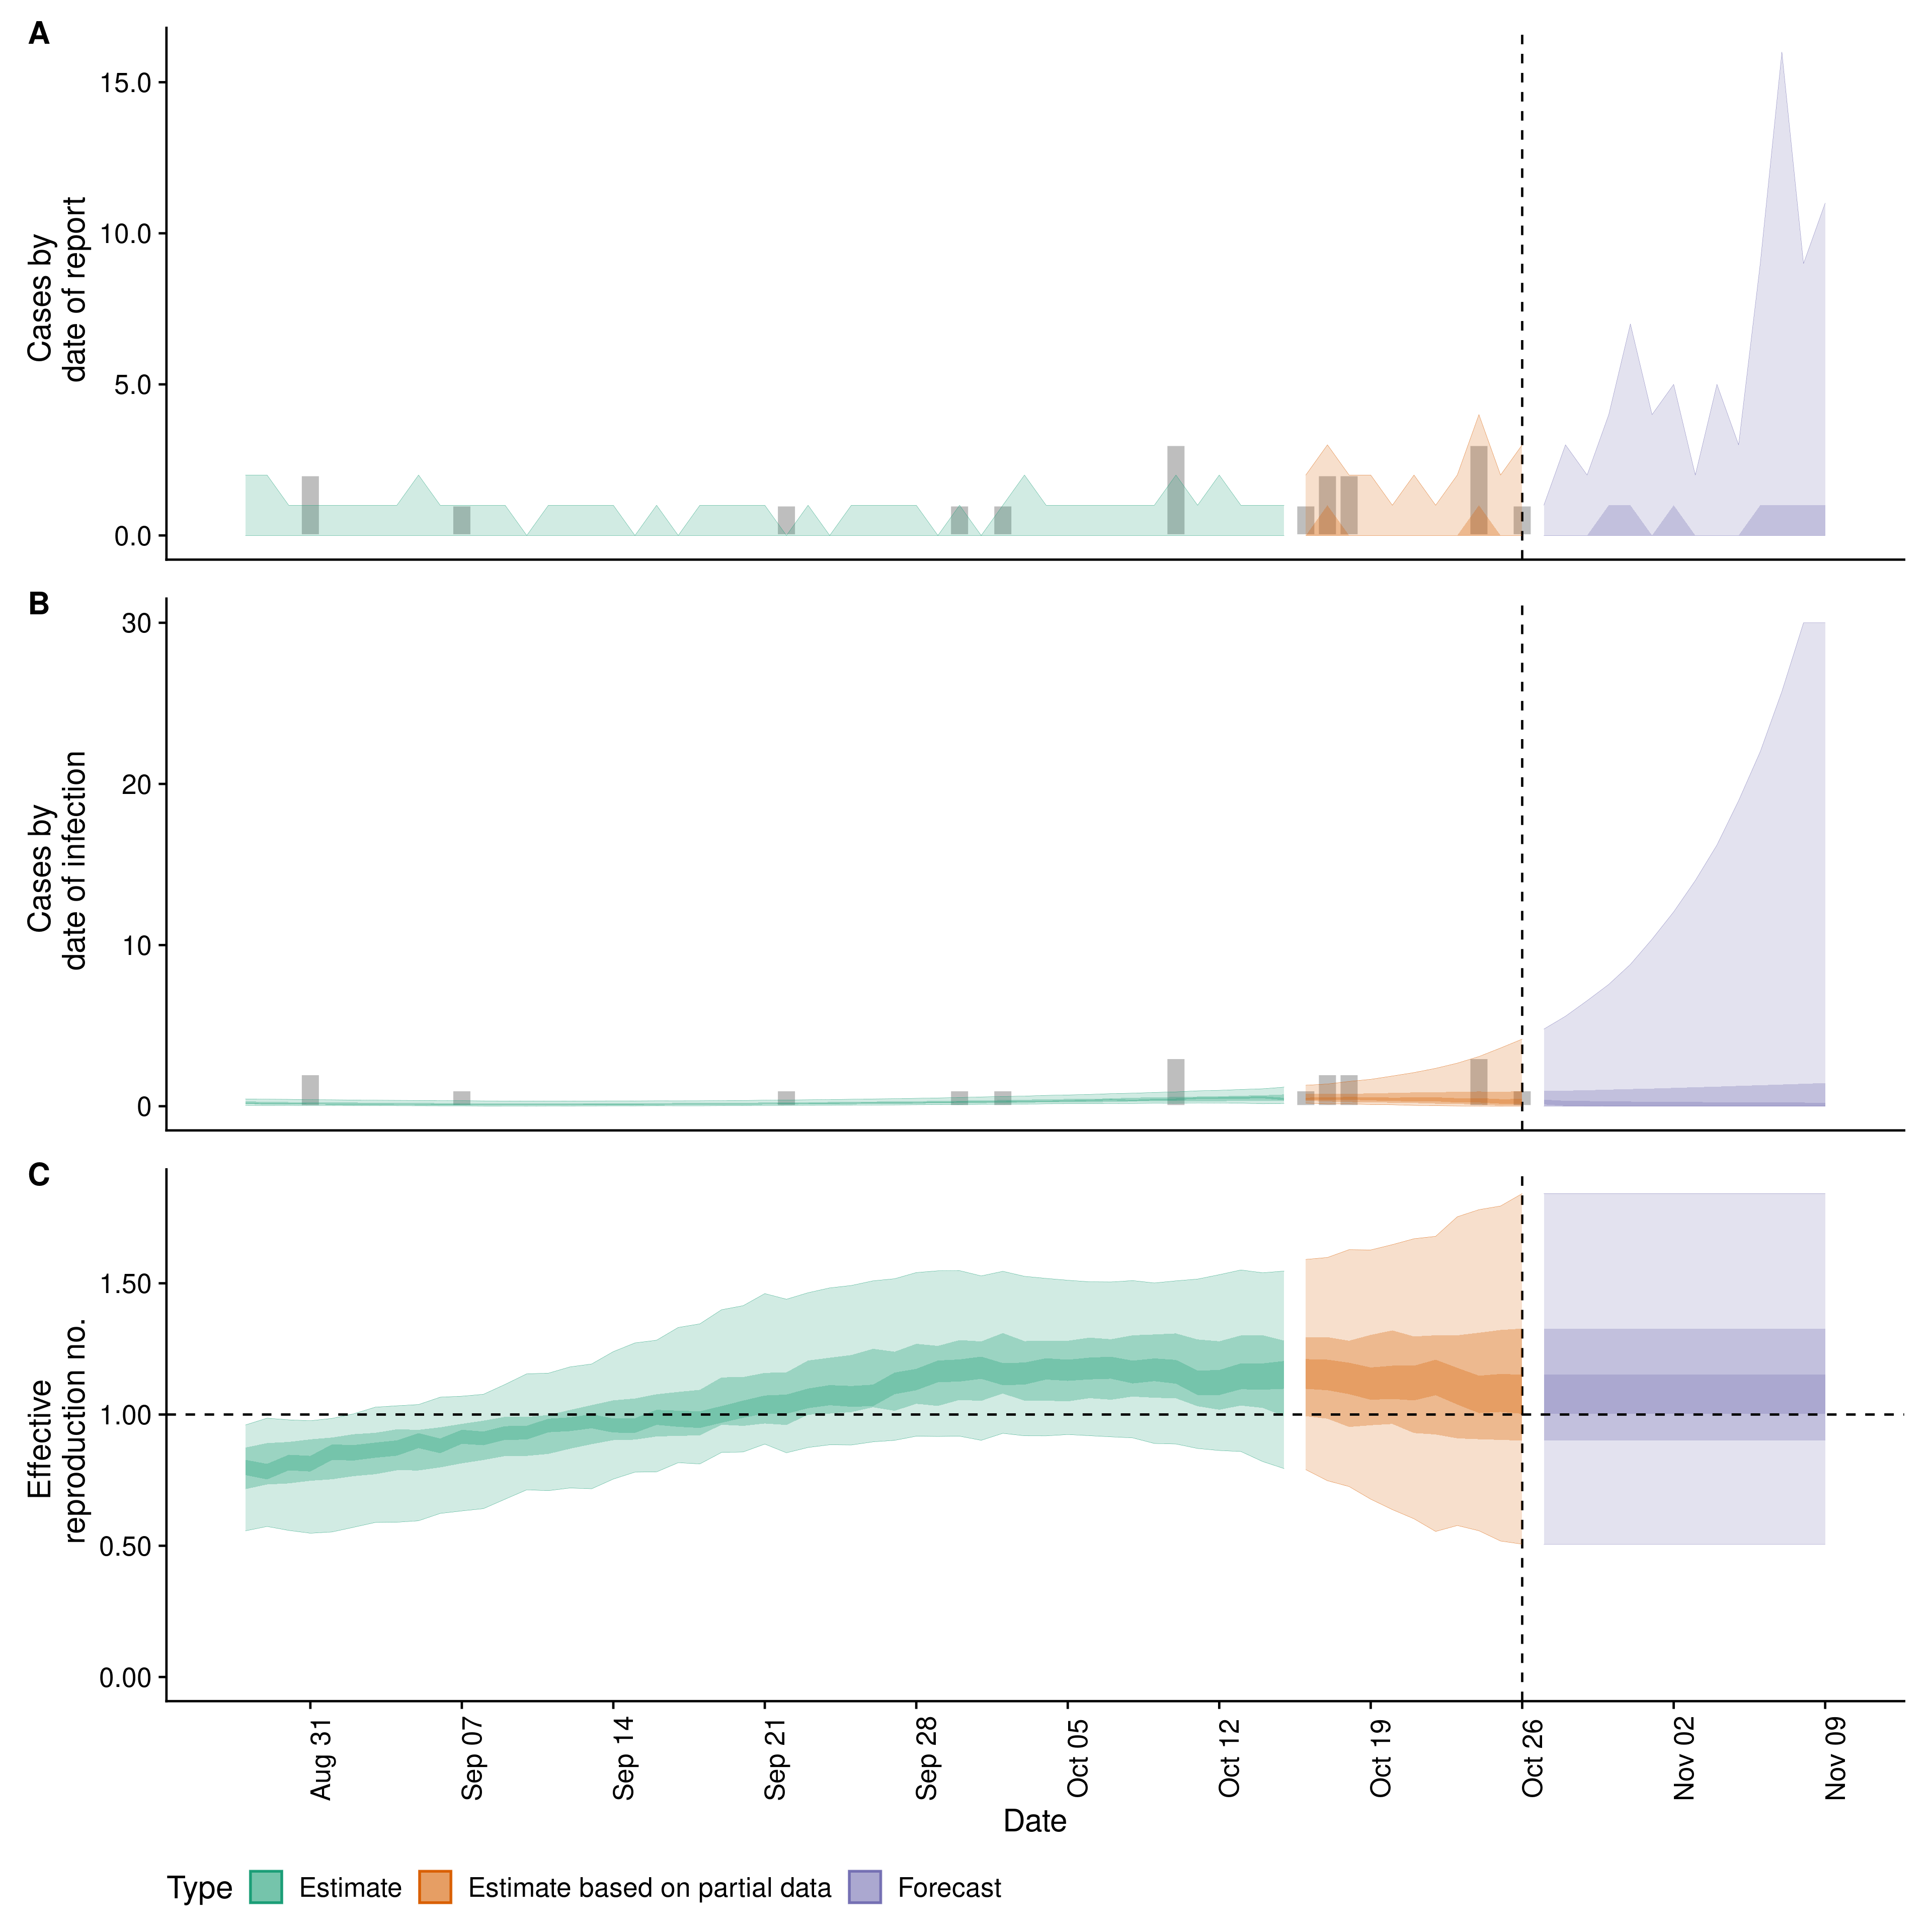 A
15.0
10.0
5.0
0.0
Cases by
date of report
B
30
20
10
0
Cases by
date of infection
C
1.50
1.00
0.50
0.00
Effective
reproduction no.
Aug 31
Sep 07
Sep 14
Sep 21
Sep 28
Oct 05
Oct 12
Oct 19
Oct 26
Nov 02
Nov 09
Date
Type Estimate Estimate based on partial data Forecast